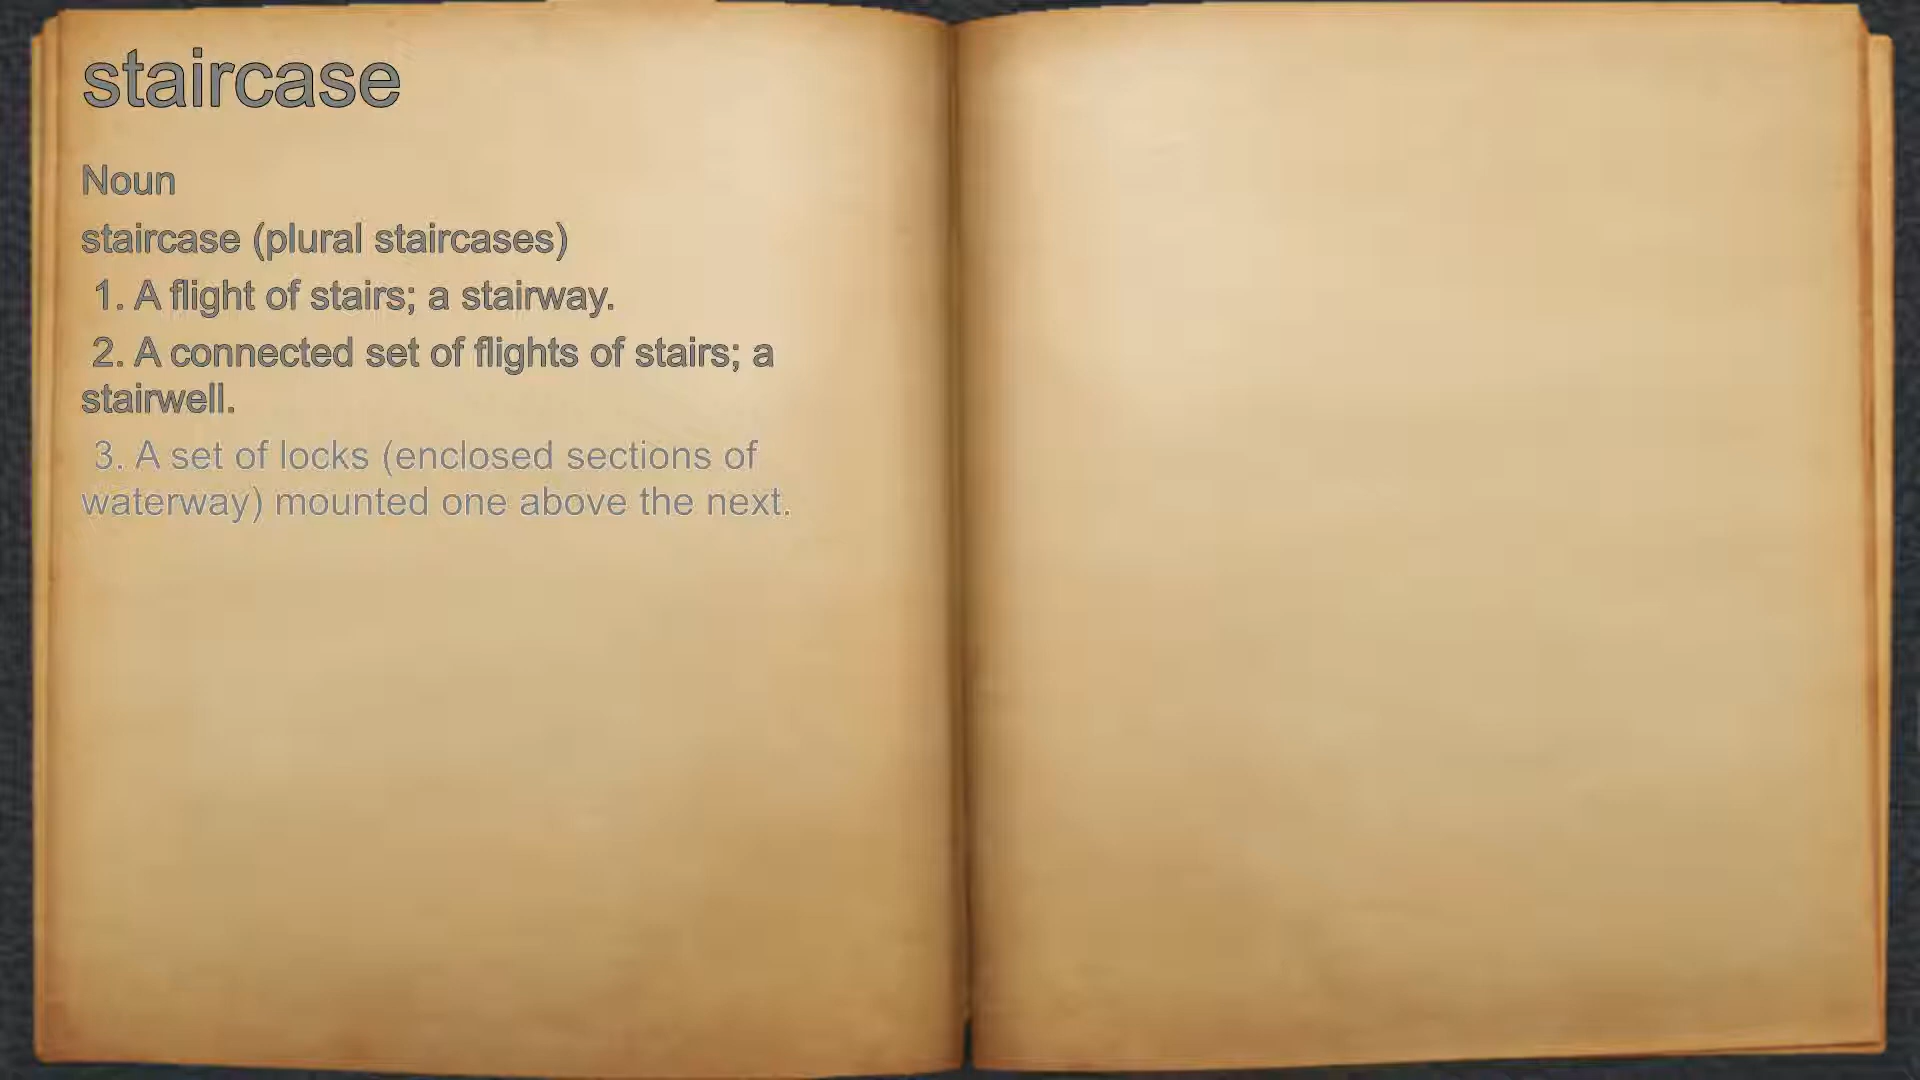 staircase
Noun
staircase (plural staircases)
1. A flight of stairs; a stairway.
2. A connected set of flights of stairs; a
stairwell.
3. A set of locks (enclosed sections of
waterway) mounted one above the next.